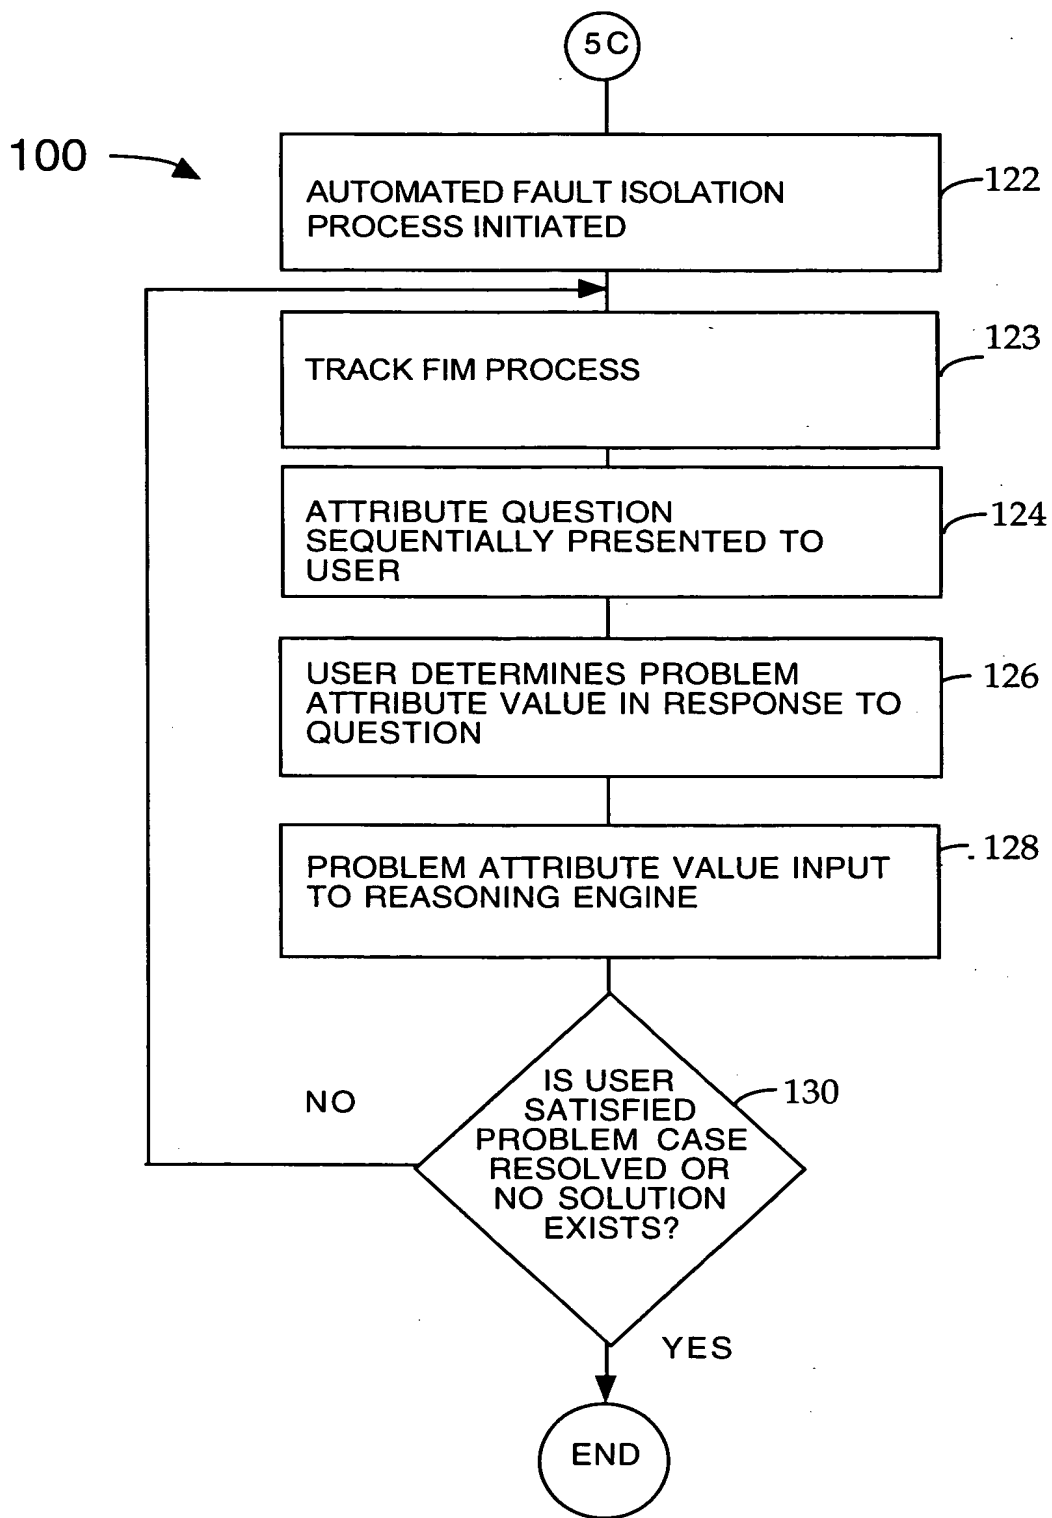 5C
100
AUTOMATED FAULT ISOLATION
PROCESS INITIATED
122
TRACK FIM PROCESS
123
ATTRIBUTE QUESTION
SEQUENTIALLY PRESENTED TO
USER
124
USER DETERMINES PROBLEM
ATTRIBUTE VALUE IN RESPONSE TO
QUESTION
126
PROBLEM ATTRIBUTE VALUE INPUT
TO REASONING ENGINE
128
NO
IS USER
SATISFIED
PROBLEM CASE
RESOLVED OR
NO SOLUTION
EXISTS?
130
YES
END